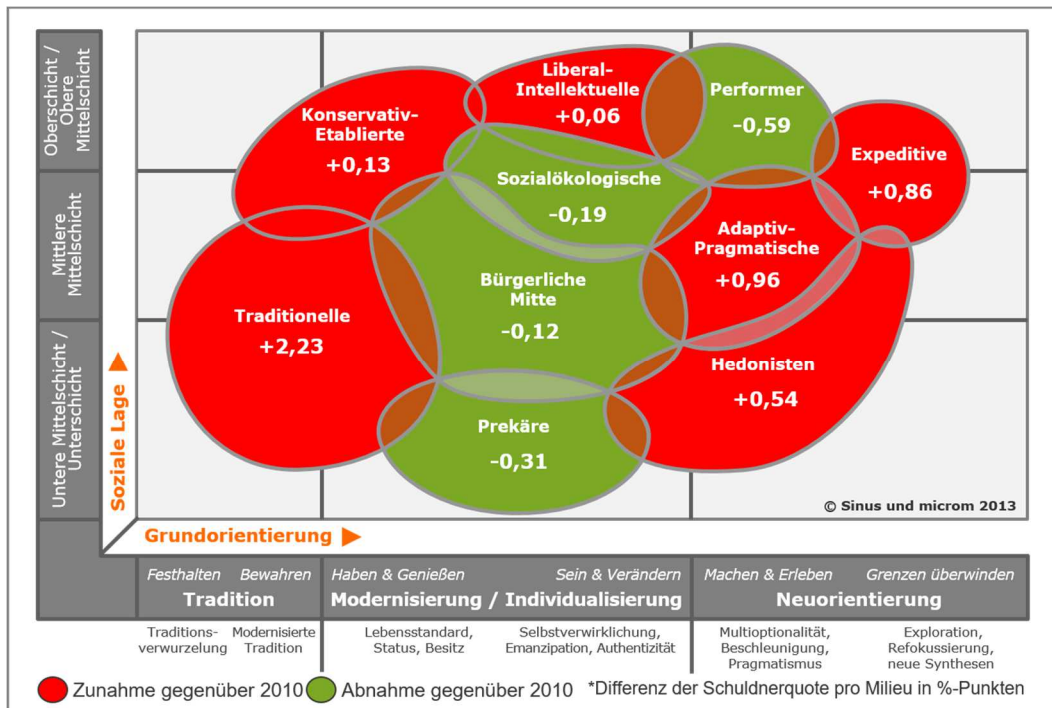 Oberschicht /
Obere
Mittelschicht
Mittlere
Mittelschicht
Untere Mittelschicht /
Unterschicht
Soziale Lage ▶
Konservativ-
Etablierte
+0,13
Liberal-
Intellektuelle
+0,06
Performer
-0,59
Expeditive
+0,86
Sozialökologische
-0,19
Adaptiv-
Pragmatische
+0,96
Traditionelle
+2,23
Bürgerliche
Mitte
-0,12
Hedonisten
+0,54
Prekäre
-0,31
© Sinus und microm 2013
Grundorientierung ▶
Festhalten Bewahren
Tradition
Haben & Genießen Sein & Verändern
Modernisierung / Individualisierung
Machen & Erleben Grenzen überwinden
Neuorientierung
Traditions-
verwurzelung
Modernisierte
Tradition
Lebensstandard,
Status, Besitz
Selbstverwirklichung,
Emanzipation, Authentizität
Multioptionalität,
Beschleunigung,
Pragmatismus
Exploration,
Refokussierung,
neue Synthesen
Zunahme gegenüber 2010 Abnahme gegenüber 2010 *Differenz der Schuldnerquote pro Milieu in %-Punkten